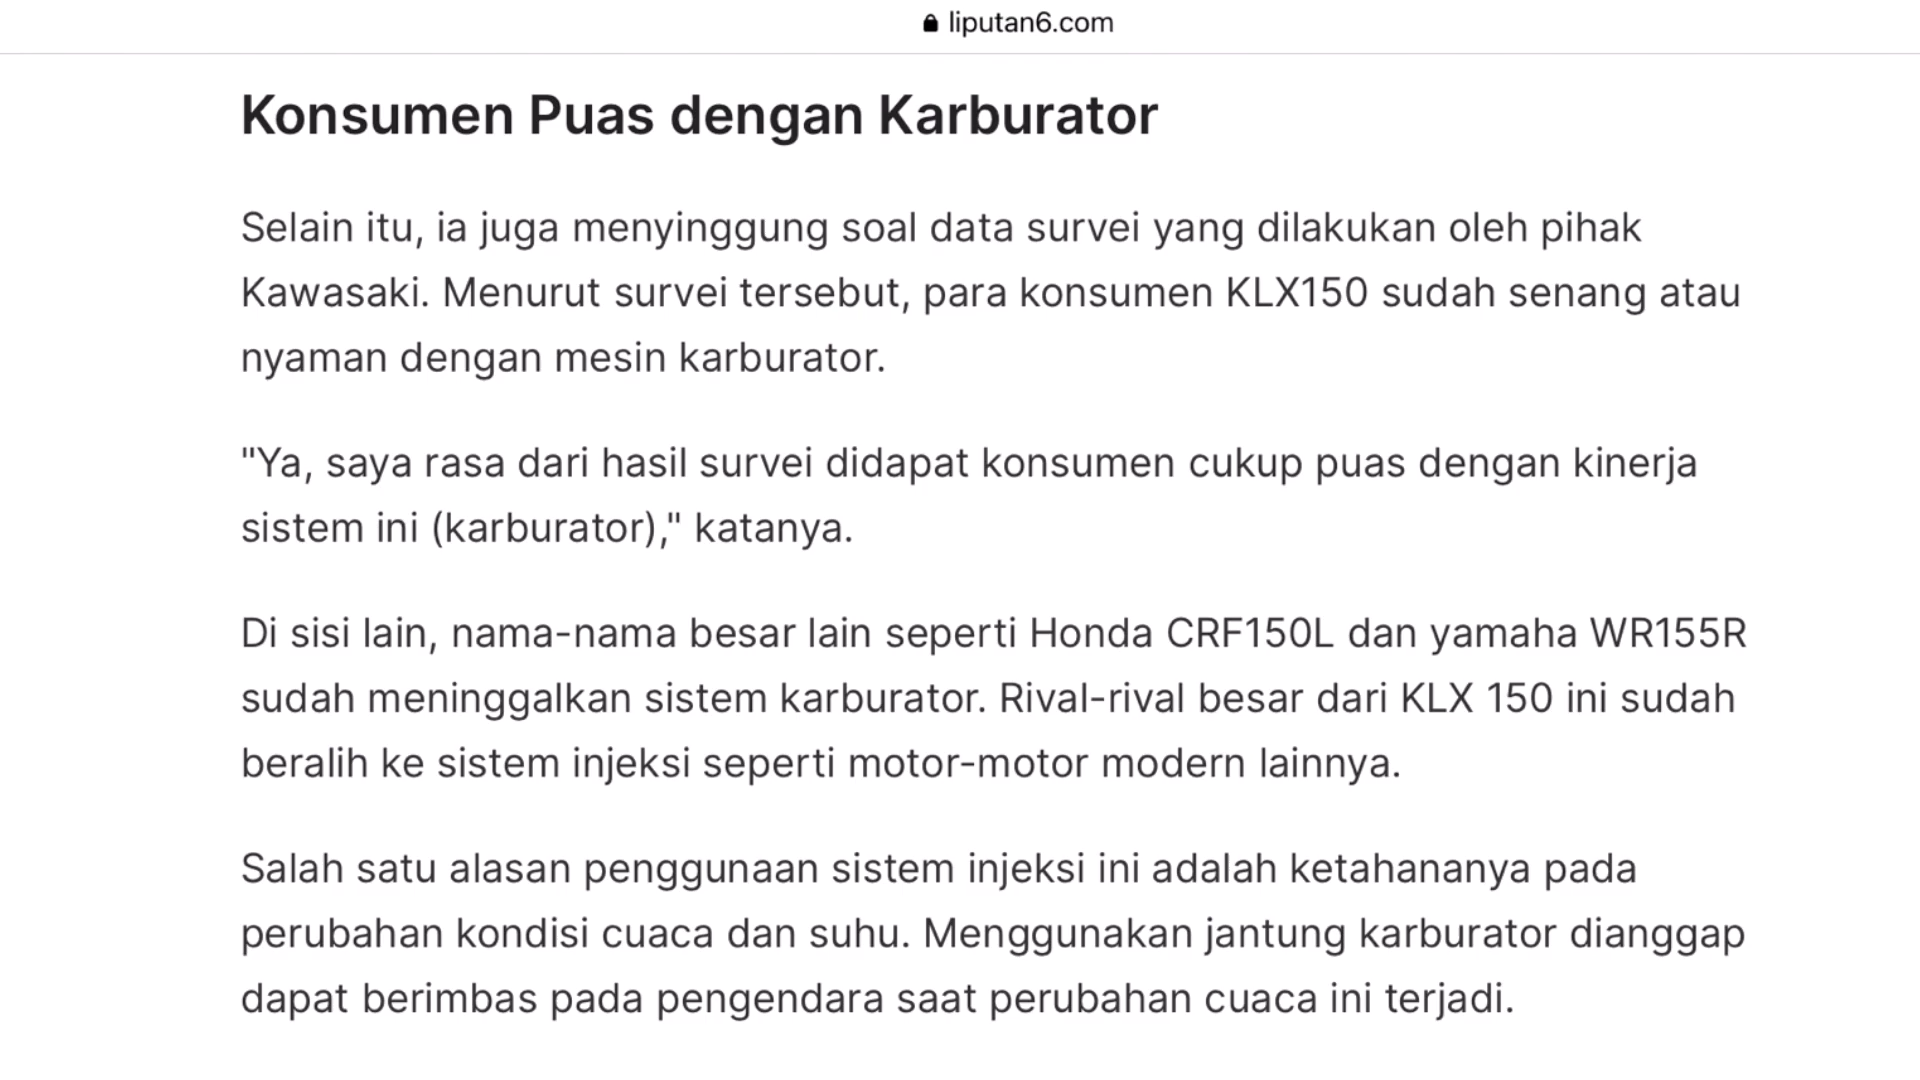 liputan6.com
Konsumen Puas dengan Karburator
Selain itu, ia juga menyinggung soal data survei yang dilakukan oleh pihak
Kawasaki. Menurut survei tersebut, para konsumen KLX150 sudah senang atau
nyaman dengan mesin karburator.
"Ya, saya rasa dari hasil survei didapat konsumen cukup puas dengan kinerja
sistem ini (karburator)," katanya.
Di sisi lain, nama-nama besar lain seperti Honda CRF150L dan yamaha WR155R
sudah meninggalkan sistem karburator. Rival-rival besar dari KLX 150 ini sudah
beralih ke sistem injeksi seperti motor-motor modern lainnya.
Salah satu alasan penggunaan sistem injeksi ini adalah ketahananya pada
perubahan kondisi cuaca dan suhu. Menggunakan jantung karburator dianggap
dapat berimbas pada pengendara saat perubahan cuaca ini terjadi.